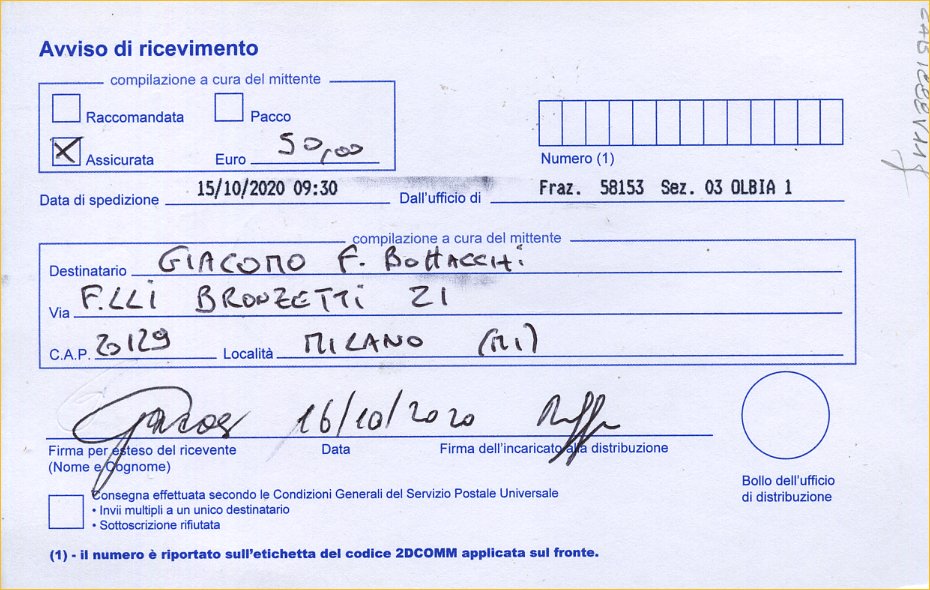 Avviso di ricevimento
compilazione a cura del mittente
Raccomandata Pacco
Assicurata Euro 50,00
Numero (1)
Data di spedizione 15/10/2020 09:30 Dall'ufficio di Fraz. 58153 Sez. 03 OLBIA 1
compilazione a cura del mittente
Destinatario GIACOMO F. BOTTACCHI
Via F.LLI BRONZETTI 21
C.A.P. 20129 Località MILANO (MI)
16/10/2020
Firma per esteso del ricevente Data Firma dell'incaricato alla distribuzione
(Nome e Cognome)
Bollo dell'ufficio
di distribuzione
Consegna effettuata secondo le Condizioni Generali del Servizio Postale Universale
• Invii multipli a un unico destinatario
• Sottoscrizione rifiutata
(1) - il numero è riportato sull'etichetta del codice 2DCOMM applicata sul fronte.